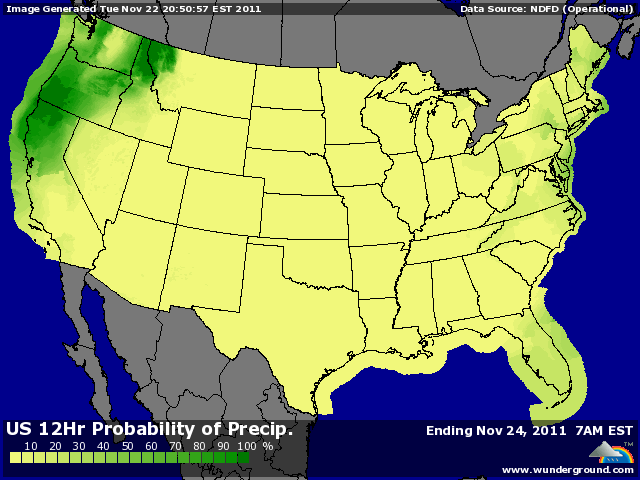 Image Generated Tue Nov 22 20:50:57 EST 2011 Data Source: NDFD (Operational)
US 12Hr Probability of Precip. Ending Nov 24, 2011 7AM EST
10 20 30 40 50 60 70 80 90 100 %
TM
www.wunderground.com